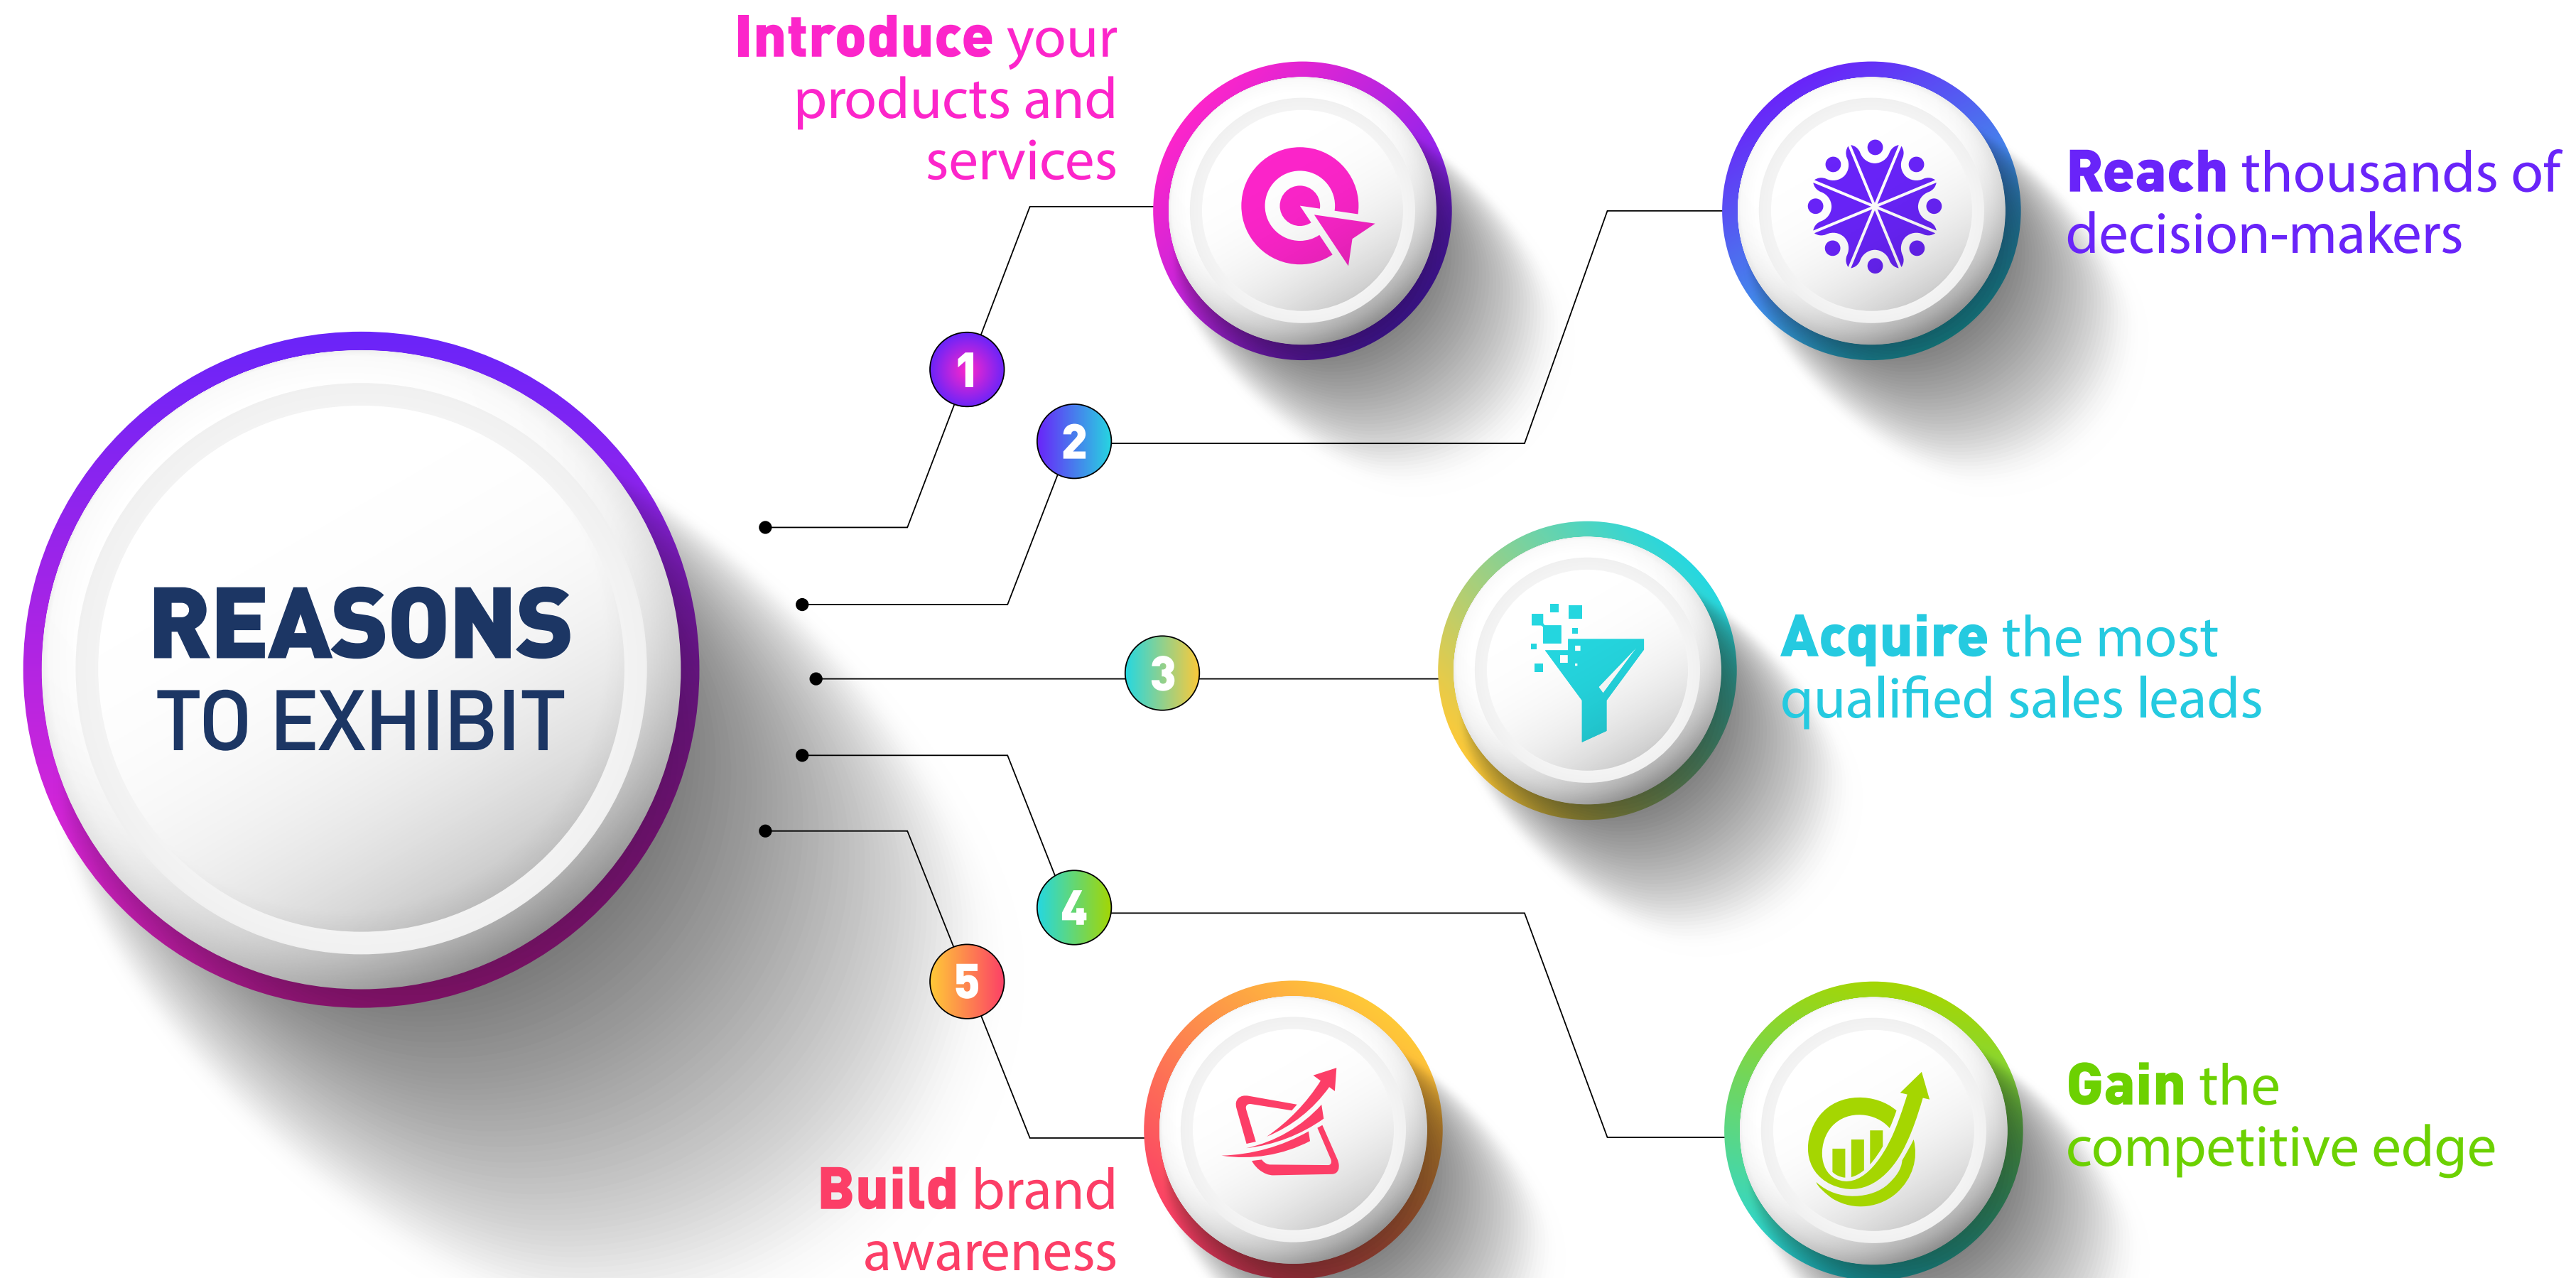 REASONS
TO EXHIBIT
1
Introduce your
products and
services
2
Reach thousands of
decision-makers
3
Acquire the most
qualified sales leads
4
Gain the
competitive edge
5
Build brand
awareness